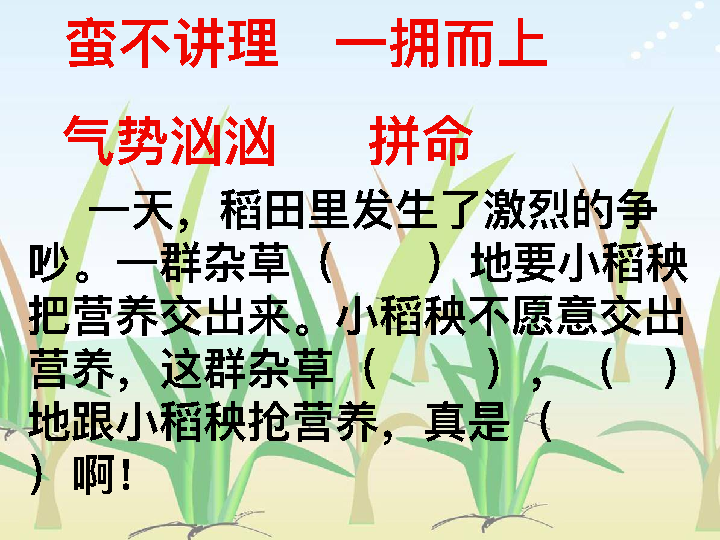 蛮不讲理 一拥而上
气势汹汹 拼命
一天，稻田里发生了激烈的争
吵。一群杂草（ ）地要小稻秧
把营养交出来。小稻秧不愿意交出
营养，这群杂草（ ），（ ）
地跟小稻秧抢营养，真是（
）啊！